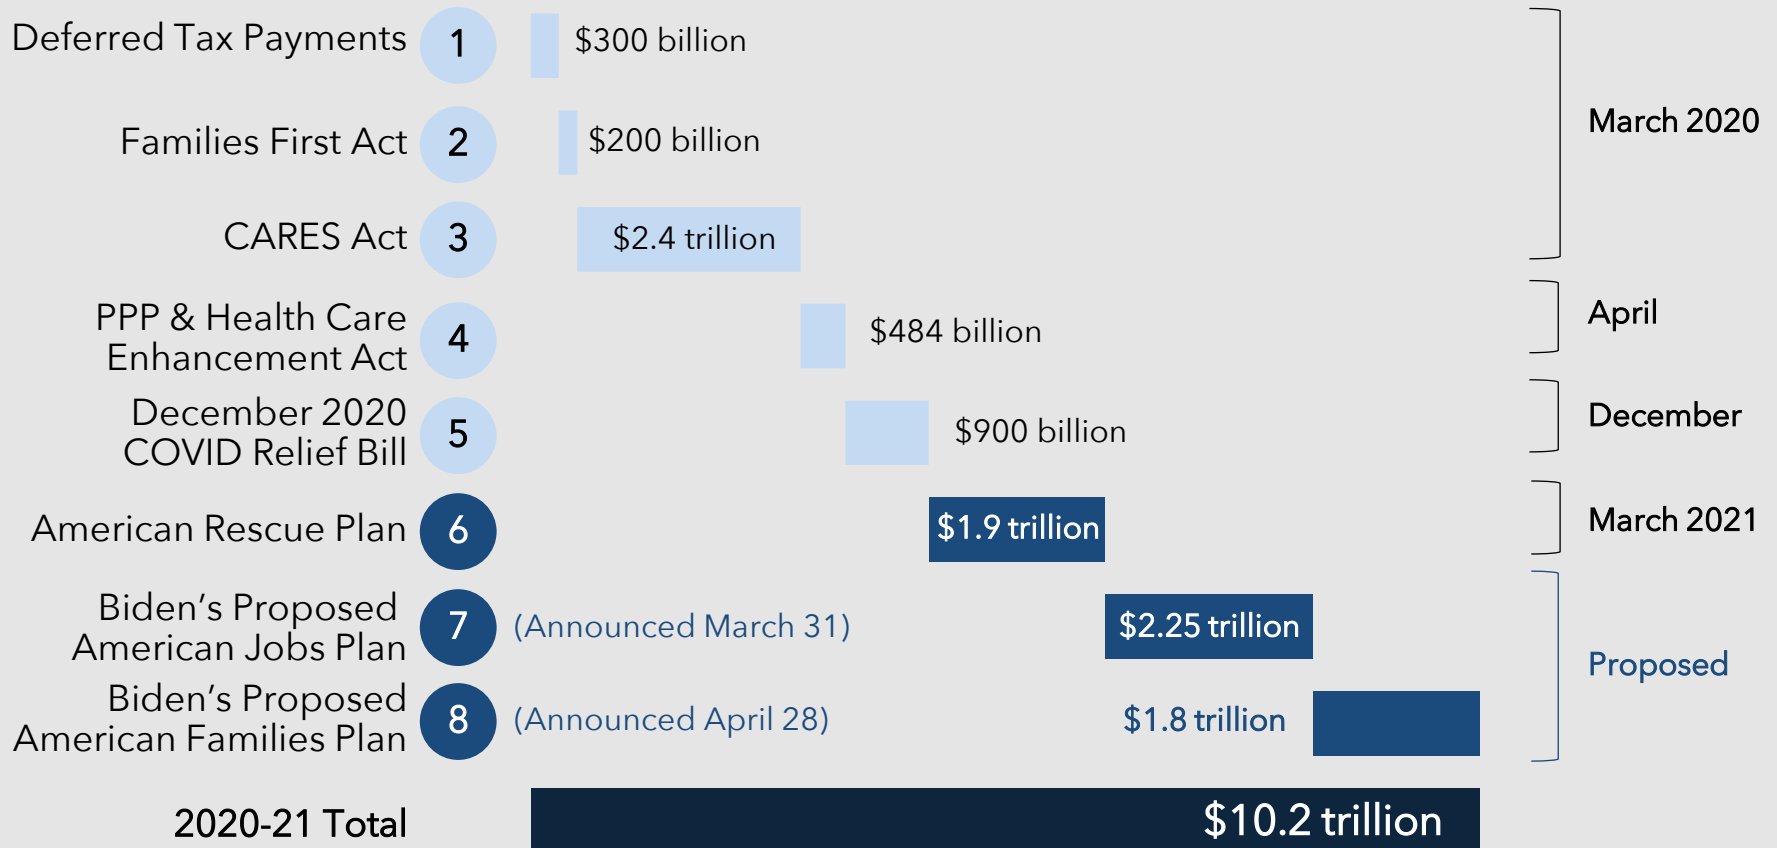 Deferred Tax Payments 1 $300 billion
March 2020
Families First Act 2 $200 billion
CARES Act 3 $2.4 trillion
PPP & Health Care
Enhancement Act
4 $484 billion
April
December 2020
COVID Relief Bill
5 $900 billion
December
American Rescue Plan 6 $1.9 trillion
March 2021
Biden’s Proposed
American Jobs Plan
7 (Announced March 31) $2.25 trillion
Proposed
Biden’s Proposed
American Families Plan
8 (Announced April 28) $1.8 trillion
2020-21 Total $10.2 trillion